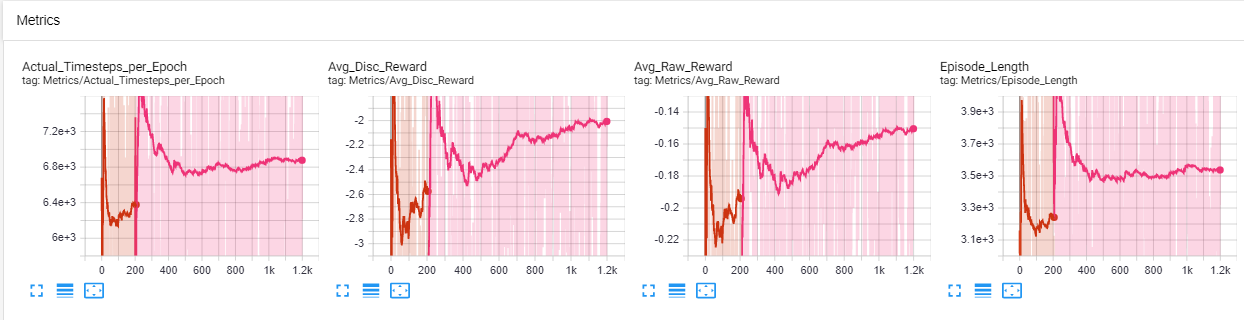 Metrics
Actual_Timesteps_per_Epoch
tag: Metrics/Actual_Timesteps_per_Epoch
7.2e+3
6.8e+3
6.4e+3
6e+3
0 200 400 600 800 1k 1.2k
Avg_Disc_Reward
tag: Metrics/Avg_Disc_Reward
-2
-2.2
-2.4
-2.6
-2.8
-3
0 200 400 600 800 1k 1.2k
Avg_Raw_Reward
tag: Metrics/Avg_Raw_Reward
-0.14
-0.16
-0.18
-0.2
-0.22
0 200 400 600 800 1k 1.2k
Episode_Length
tag: Metrics/Episode_Length
3.9e+3
3.7e+3
3.5e+3
3.3e+3
3.1e+3
0 200 400 600 800 1k 1.2k